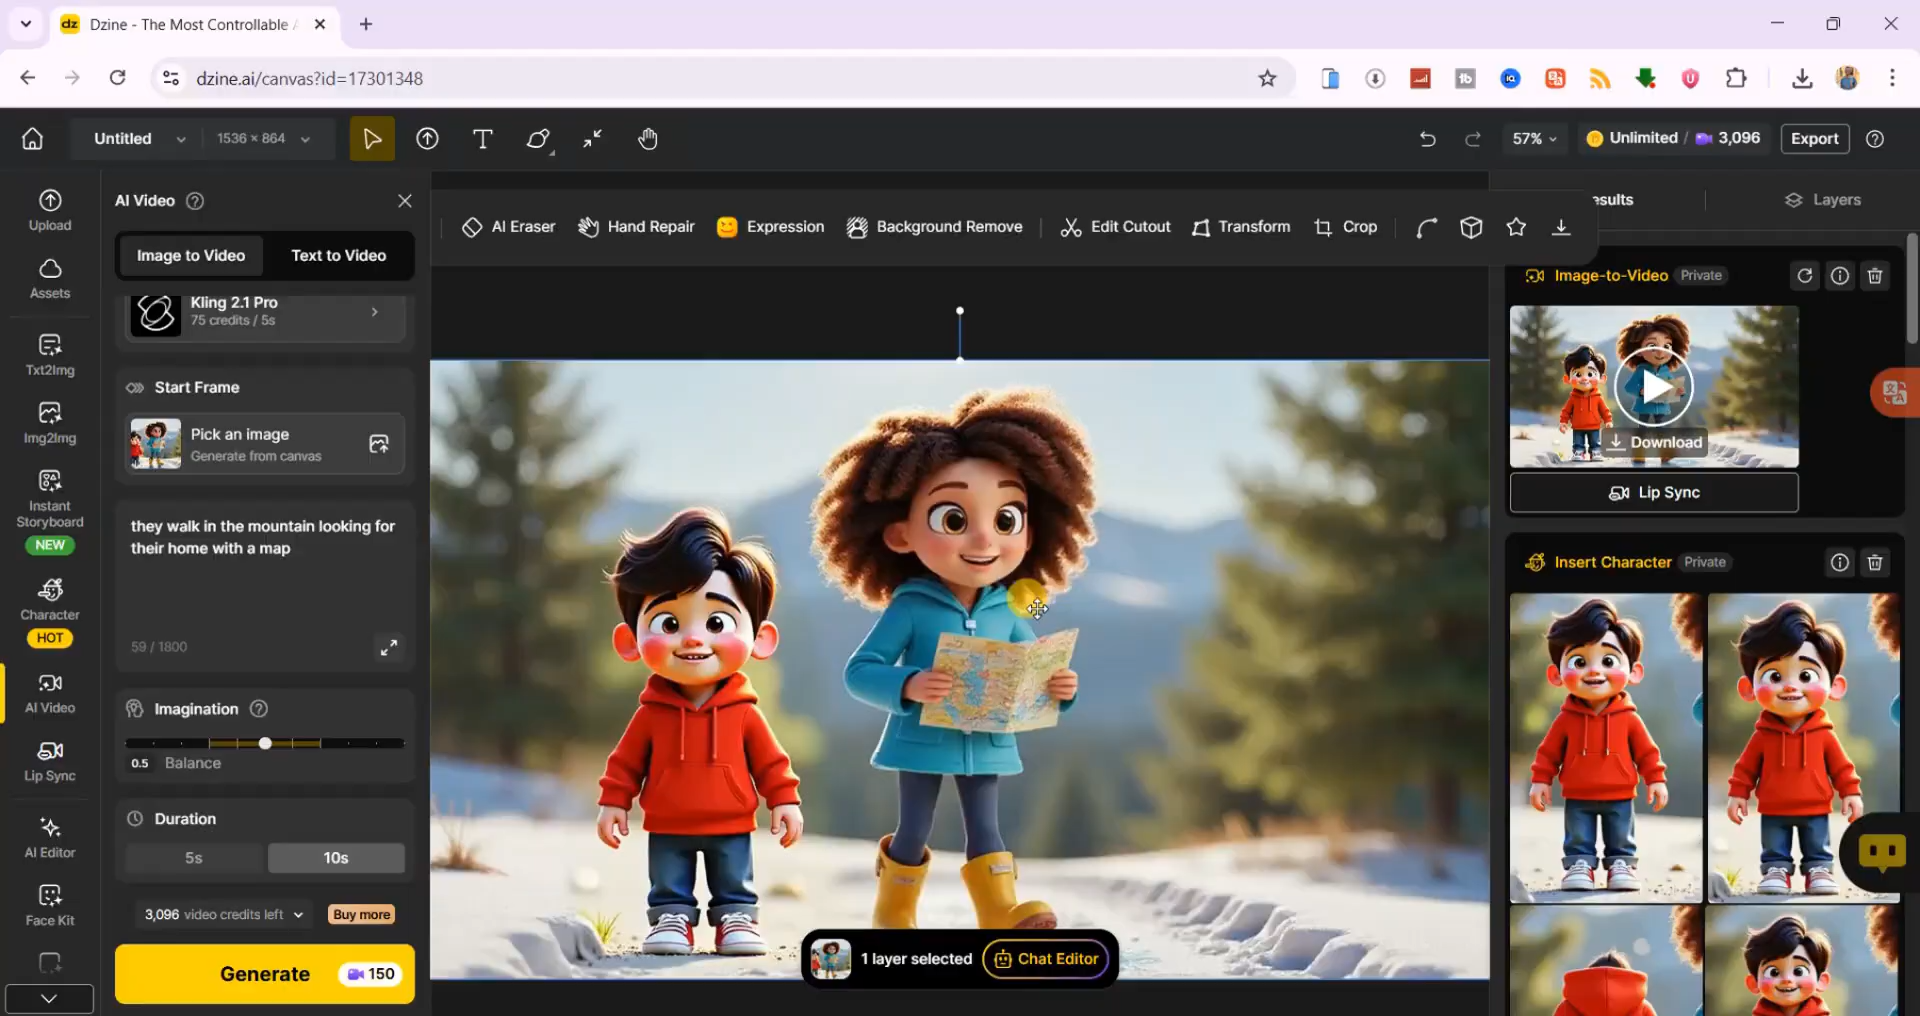 dz Dzine - The Most Controllable A
dzine.ai/canvas?id=17301348
Untitled 1536 × 864 T 57% Unlimited / 3,096 Export
Upload
Assets
Txt2Img
Img2Img
Instant
Storyboard
NEW
Character
HOT
AI Video
Lip Sync
AI Editor
Face Kit
AI Video
Image to Video Text to Video
Kling 2.1 Pro
75 credits / 5s
Start Frame
Pick an image
Generate from canvas
they walk in the mountain looking for
their home with a map
59 / 1800
Imagination
0.5 Balance
Duration
5s 10s
3,096 video credits left Buy more
Generate 150
AI Eraser Hand Repair Expression Background Remove Edit Cutout Transform Crop
1 layer selected Chat Editor
esults Layers
Image-to-Video Private
Download
Lip Sync
Insert Character Private